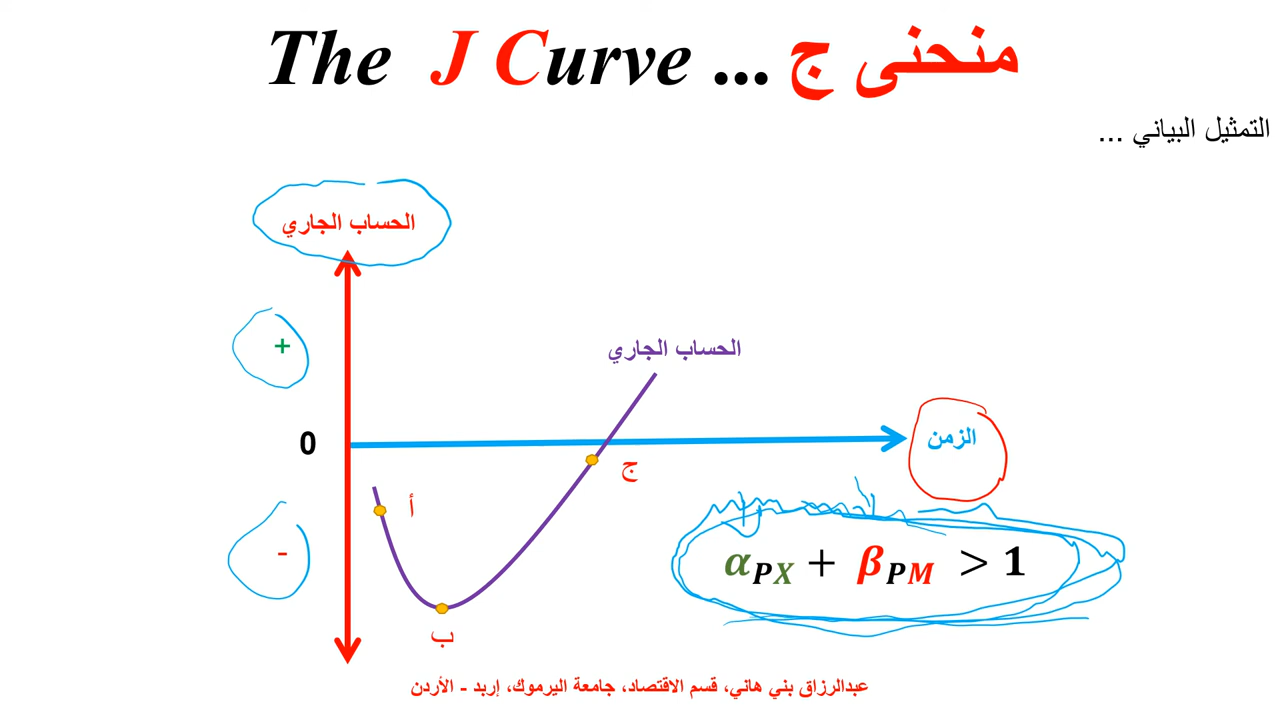 The J Curve ... منحنى ج
التمثيل البياني ...
الحساب الجاري
+
الحساب الجاري
0
الزمن
ج
أ
-
αPX + βPM > 1
ب
عبدالرزاق بني هاني، قسم الاقتصاد، جامعة اليرموك، إربد - الأردن